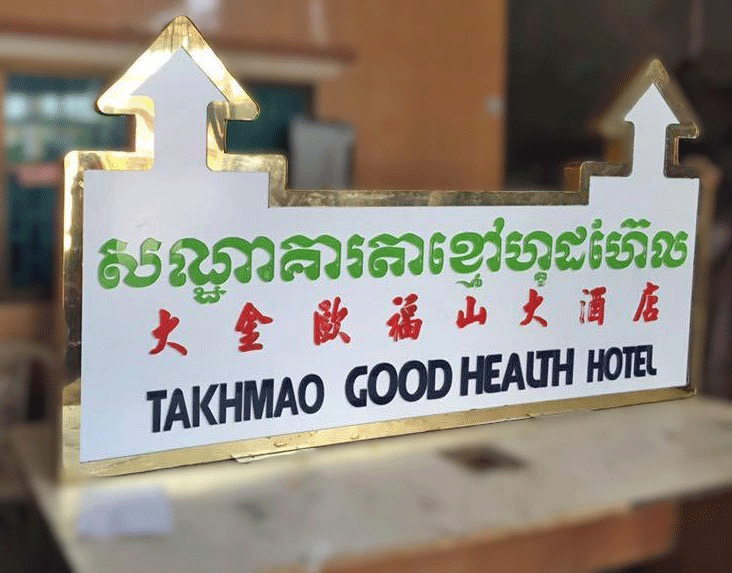 សណ្ឋាគារតាខ្មៅហ្គូដហ៊ែល
大金歐福山大酒店
TAKHMAO GOOD HEALTH HOTEL